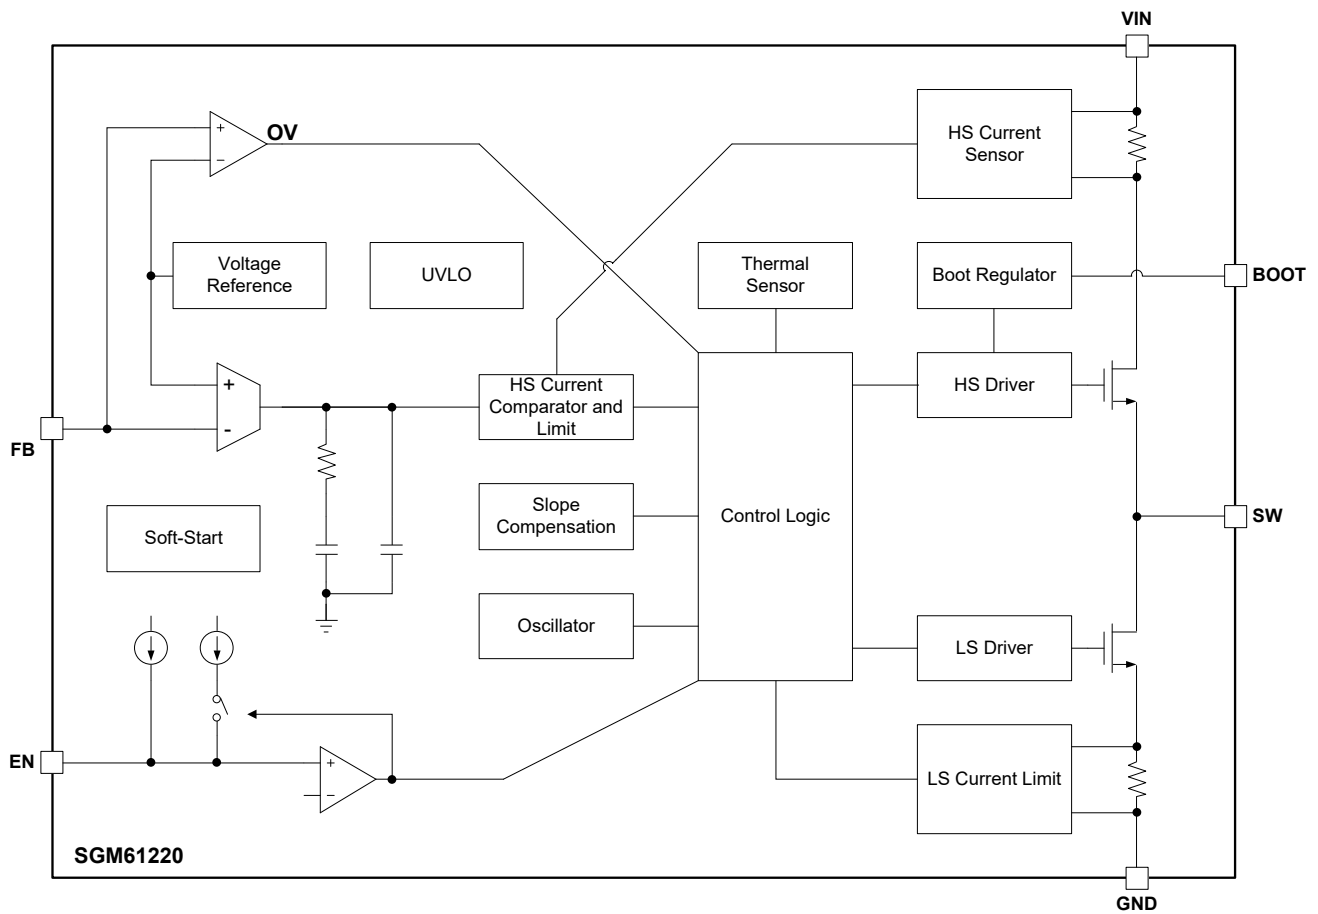 VIN
+
OV
−
HS Current
Sensor
Voltage
Reference
UVLO
Thermal
Sensor
Boot Regulator
BOOT
+
-
HS Current
Comparator and
Limit
HS Driver
FB
Slope
Compensation
Control Logic
SW
Soft-Start
Oscillator
LS Driver
EN
+
−
LS Current Limit
SGM61220
GND